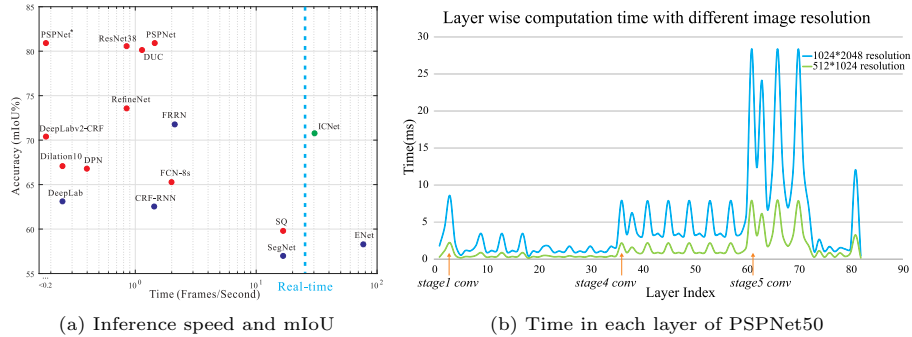 Layer wise computation time with different image resolution
85
80
75
70
65
60
55
Accuracy (mIoU%)
PSPNet*
ResNet38
PSPNet
DUC
RefineNet
FRRN
ICNet
DeepLabv2-CRF
Dilation10
DPN
FCN-8s
DeepLab
CRF-RNN
SQ
SegNet
ENet
...
~0.2
10^0
10^1
10^2
Time (Frames/Second)
Real-time
30
25
20
15
10
5
0
Time(ms)
1024*2048 resolution
512*1024 resolution
0 10 20 30 40 50 60 70 80 90
stage1 conv
stage4 conv
stage5 conv
Layer Index
(a) Inference speed and mIoU
(b) Time in each layer of PSPNet50